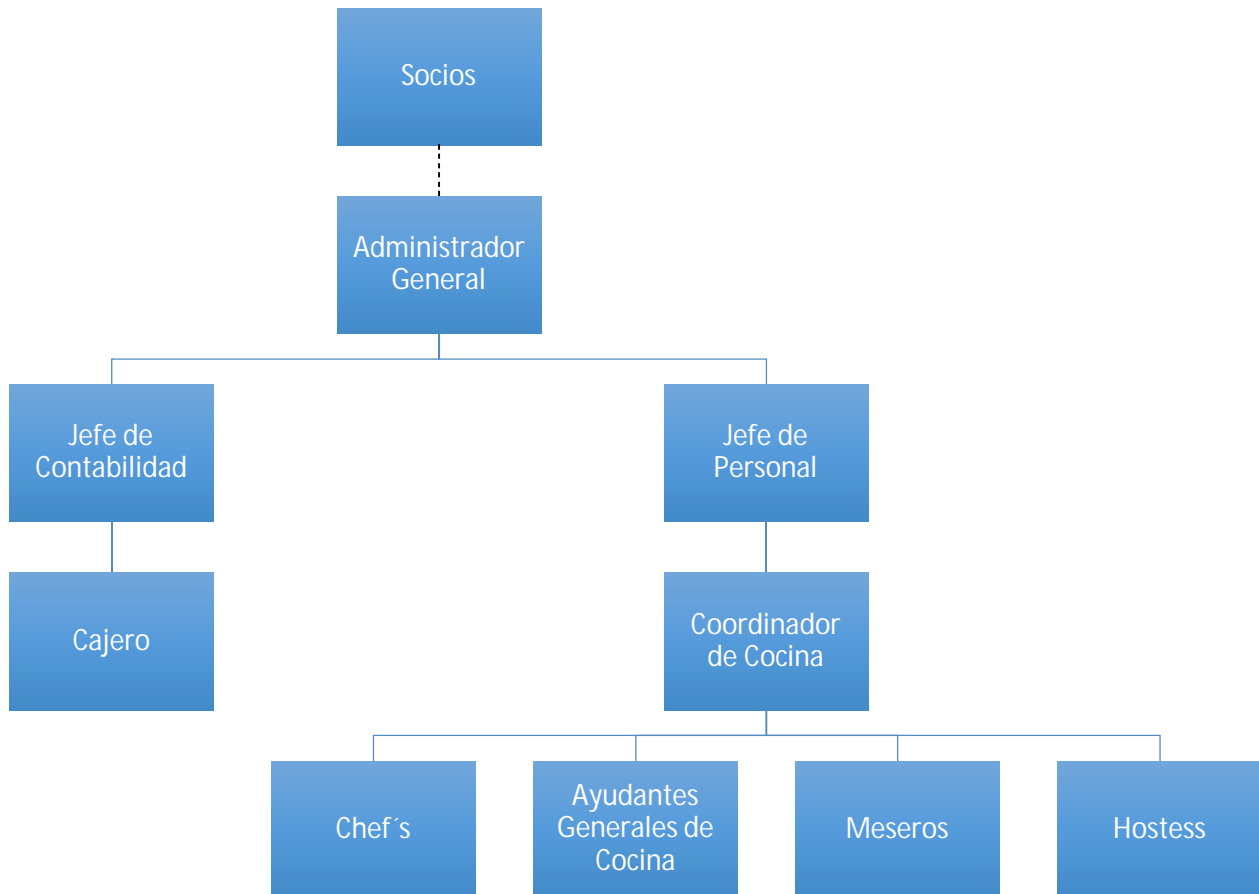 Socios
Administrador
General
Jefe de
Contabilidad
Jefe de
Personal
Cajero
Coordinador
de Cocina
Chef´s
Ayudantes
Generales de
Cocina
Meseros
Hostess